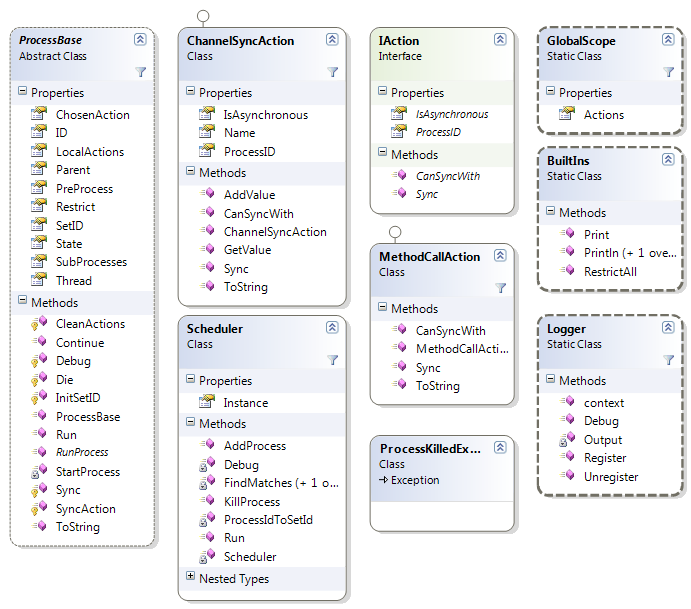 ProcessBase
Abstract Class
Properties
ChosenAction
ID
LocalActions
Parent
PreProcess
Restrict
SetID
State
SubProcesses
Thread
Methods
CleanActions
Continue
Debug
Die
InitSetID
ProcessBase
Run
RunProcess
StartProcess
Sync
SyncAction
ToString
ChannelSyncAction
Class
Properties
IsAsynchronous
Name
ProcessID
Methods
AddValue
CanSyncWith
ChannelSyncAction
GetValue
Sync
ToString
Scheduler
Class
Properties
Instance
Methods
AddProcess
Debug
FindMatches (+ 1 o...
KillProcess
ProcessIdToSetId
Run
Scheduler
Nested Types
IAction
Interface
Properties
IsAsynchronous
ProcessID
Methods
CanSyncWith
Sync
MethodCallAction
Class
Methods
CanSyncWith
MethodCallActi...
Sync
ToString
ProcessKilledEx...
Class
Exception
GlobalScope
Static Class
Properties
Actions
BuiltIns
Static Class
Methods
Print
Println (+ 1 ove...
RestrictAll
Logger
Static Class
Methods
context
Debug
Output
Register
Unregister